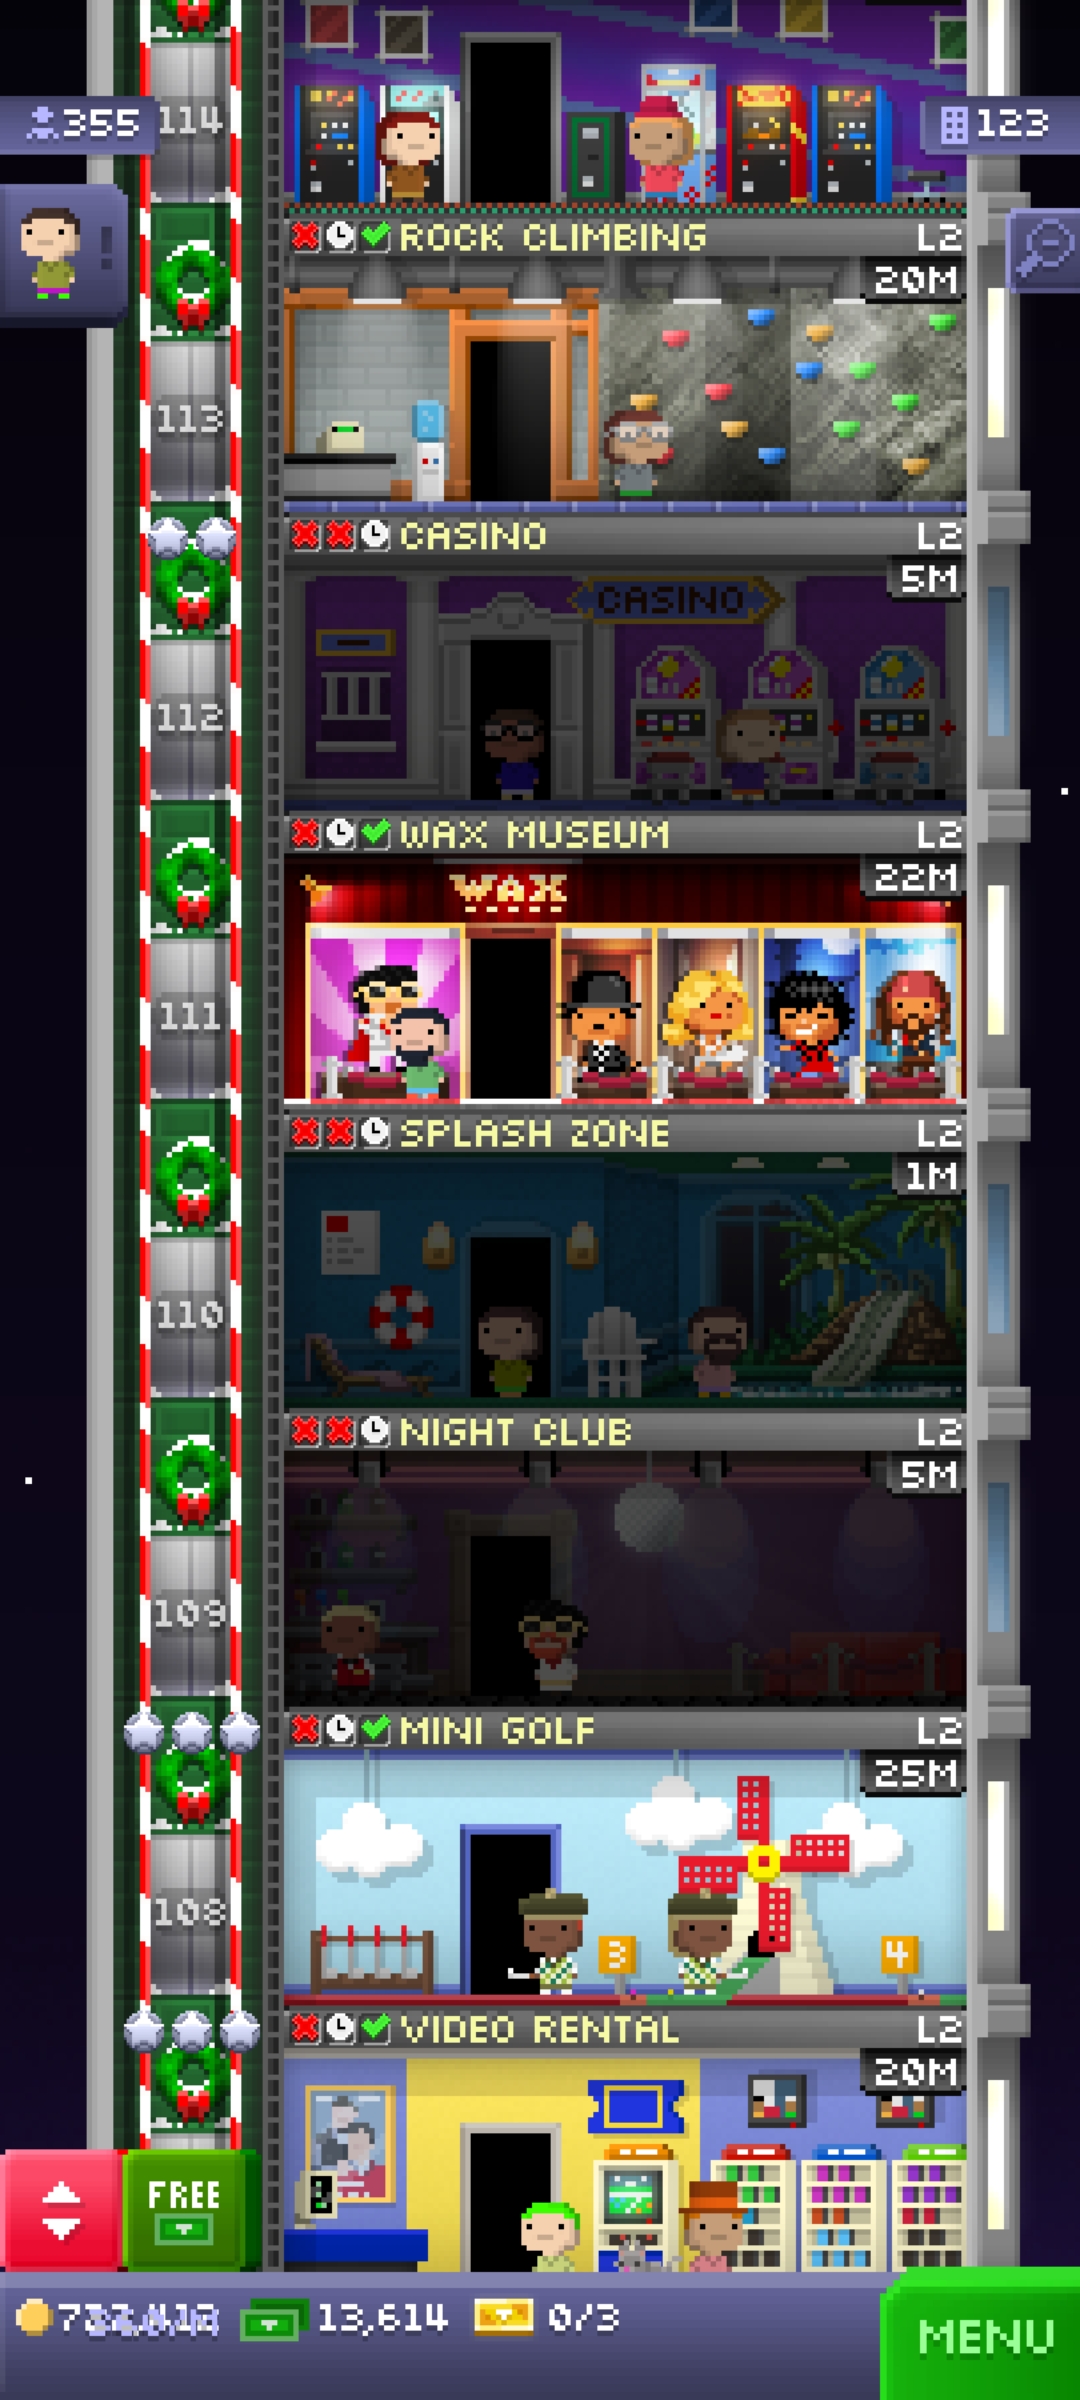 114
355
123
!
ROCK CLIMBING L2
20M
113
CASINO L2
5M
CASINO
112
WAX MUSEUM L2
22M
WAX
111
SPLASH ZONE L2
1M
110
NIGHT CLUB L2
5M
109
MINI GOLF L2
25M
108
3
4
VIDEO RENTAL L2
20M
FREE
13,614
0/3
MENU